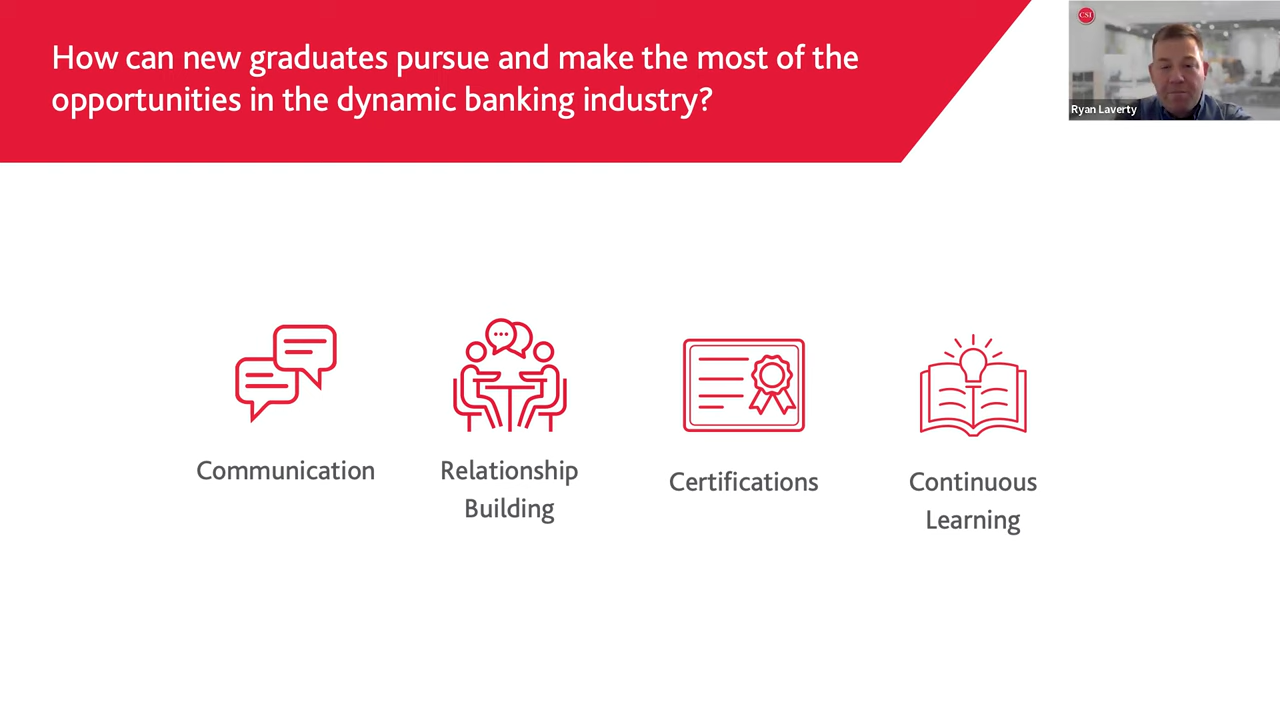 How can new graduates pursue and make the most of the
opportunities in the dynamic banking industry?
CSI
Ryan Laverty
Communication
Relationship
Building
Certifications
Continuous
Learning